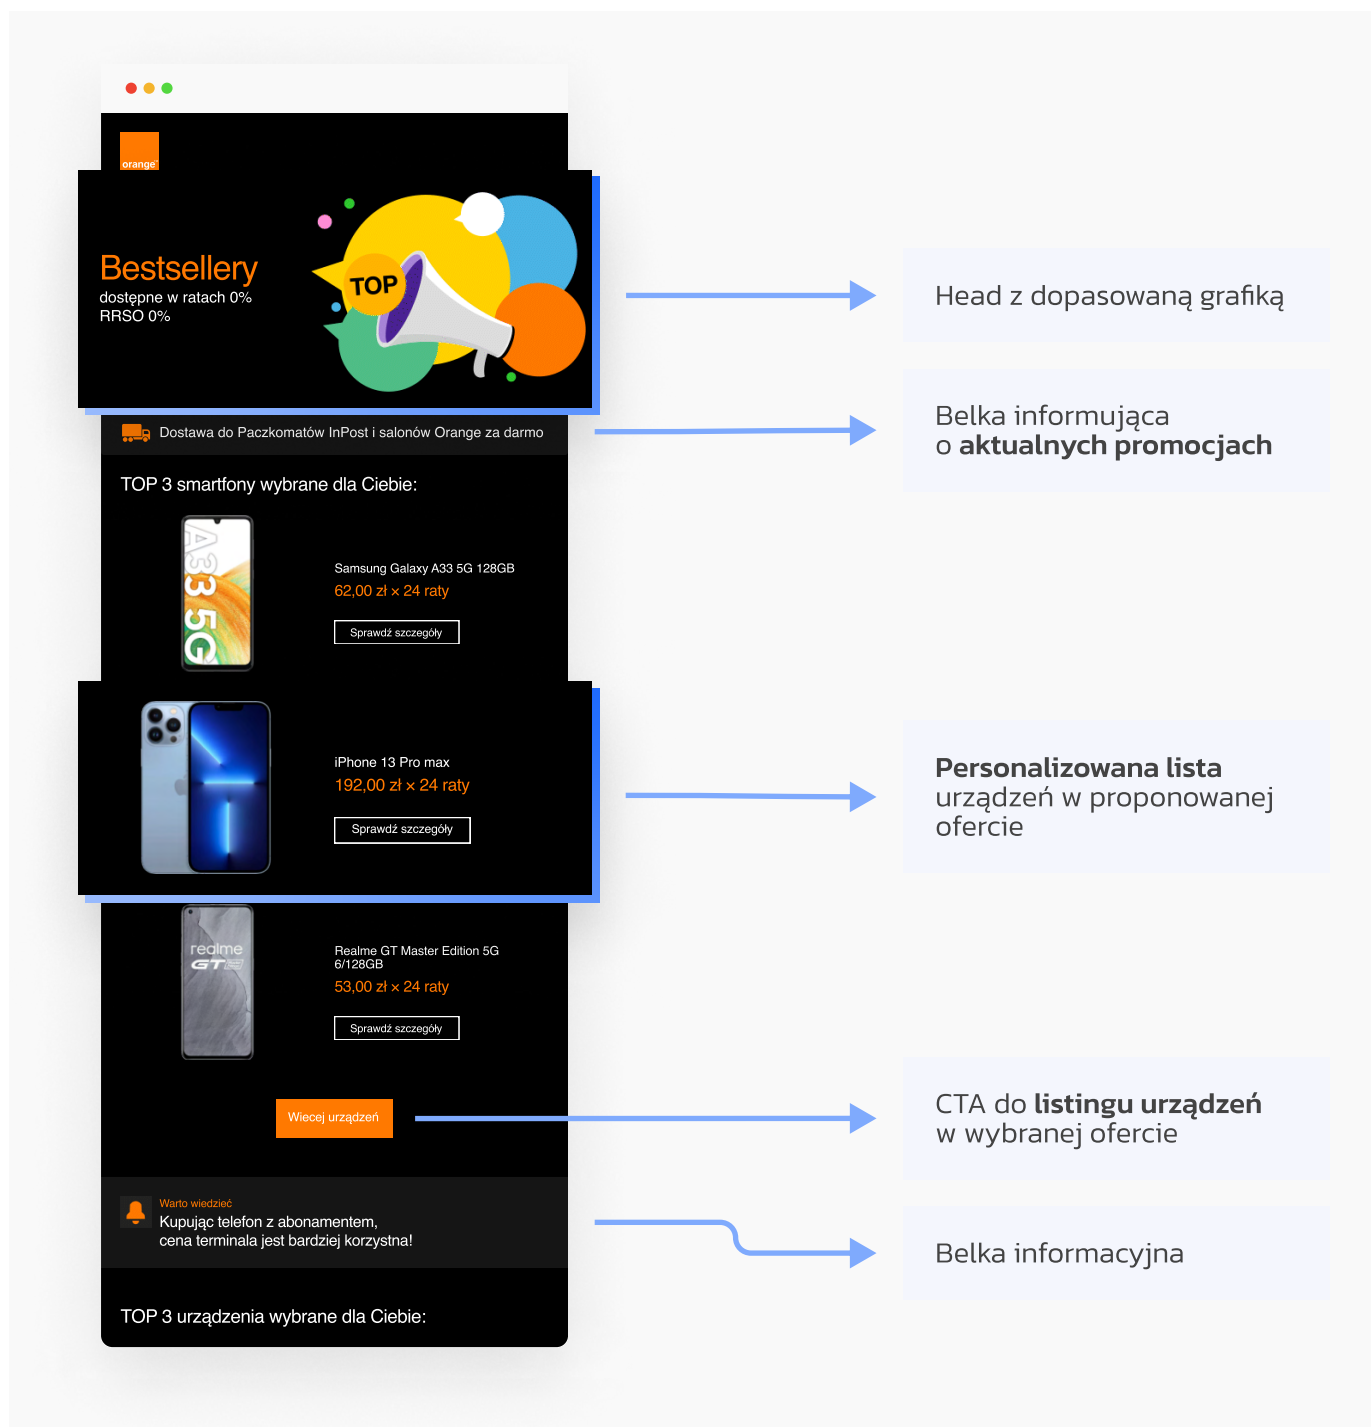 orange™
Bestsellery
dostępne w ratach 0%
RRSO 0%
TOP
Head z dopasowaną grafiką
Dostawa do Paczkomatów InPost i salonów Orange za darmo
Belka informująca
o aktualnych promocjach
TOP 3 smartfony wybrane dla Ciebie:
A33 5G
Samsung Galaxy A33 5G 128GB
62,00 zł × 24 raty
Sprawdź szczegóły
iPhone 13 Pro max
192,00 zł × 24 raty
Sprawdź szczegóły
Personalizowana lista
urządzeń w proponowanej
ofercie
realme
GT
Realme GT Master Edition 5G
6/128GB
53,00 zł × 24 raty
Sprawdź szczegóły
Wiecej urządzeń
CTA do listingu urządzeń
w wybranej ofercie
Warto wiedzieć
Kupując telefon z abonamentem,
cena terminala jest bardziej korzystna!
Belka informacyjna
TOP 3 urządzenia wybrane dla Ciebie: